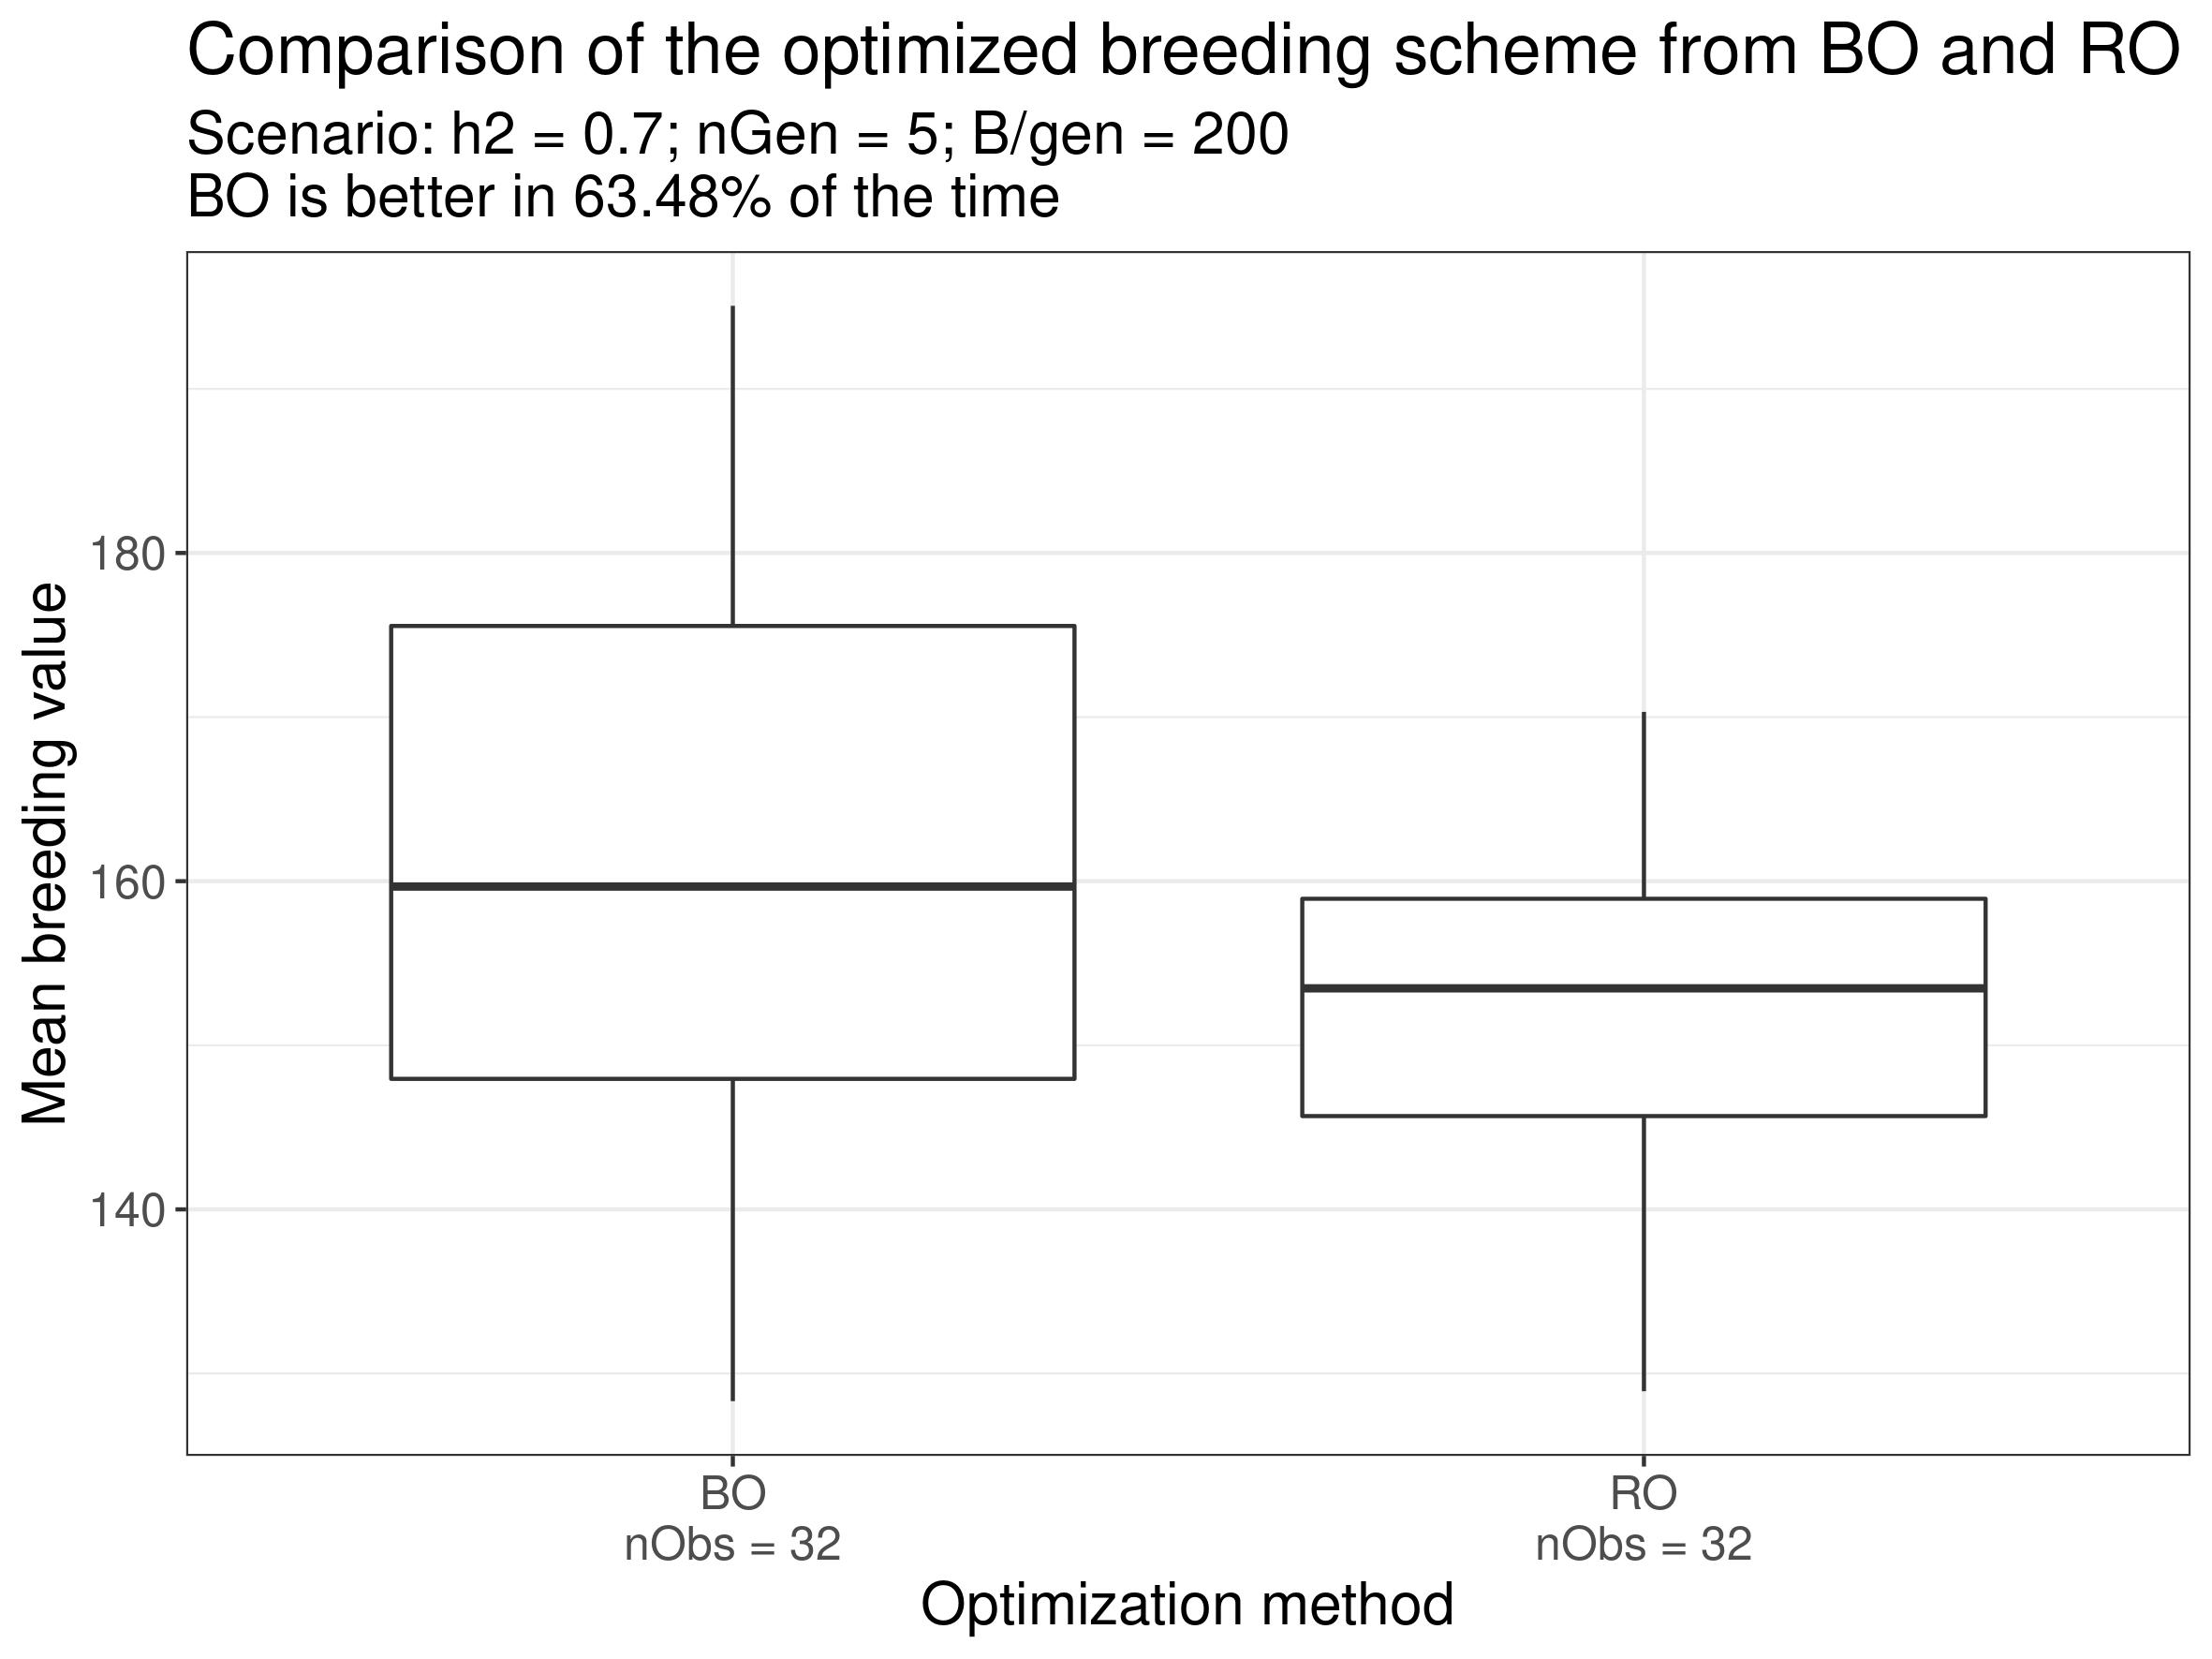 Comparison of the optimized breeding scheme from BO and RO
Scenario: h2 = 0.7; nGen = 5; B/gen = 200
BO is better in 63.48% of the time
Mean breeding value
180
160
140
BO
nObs = 32
RO
nObs = 32
Optimization method